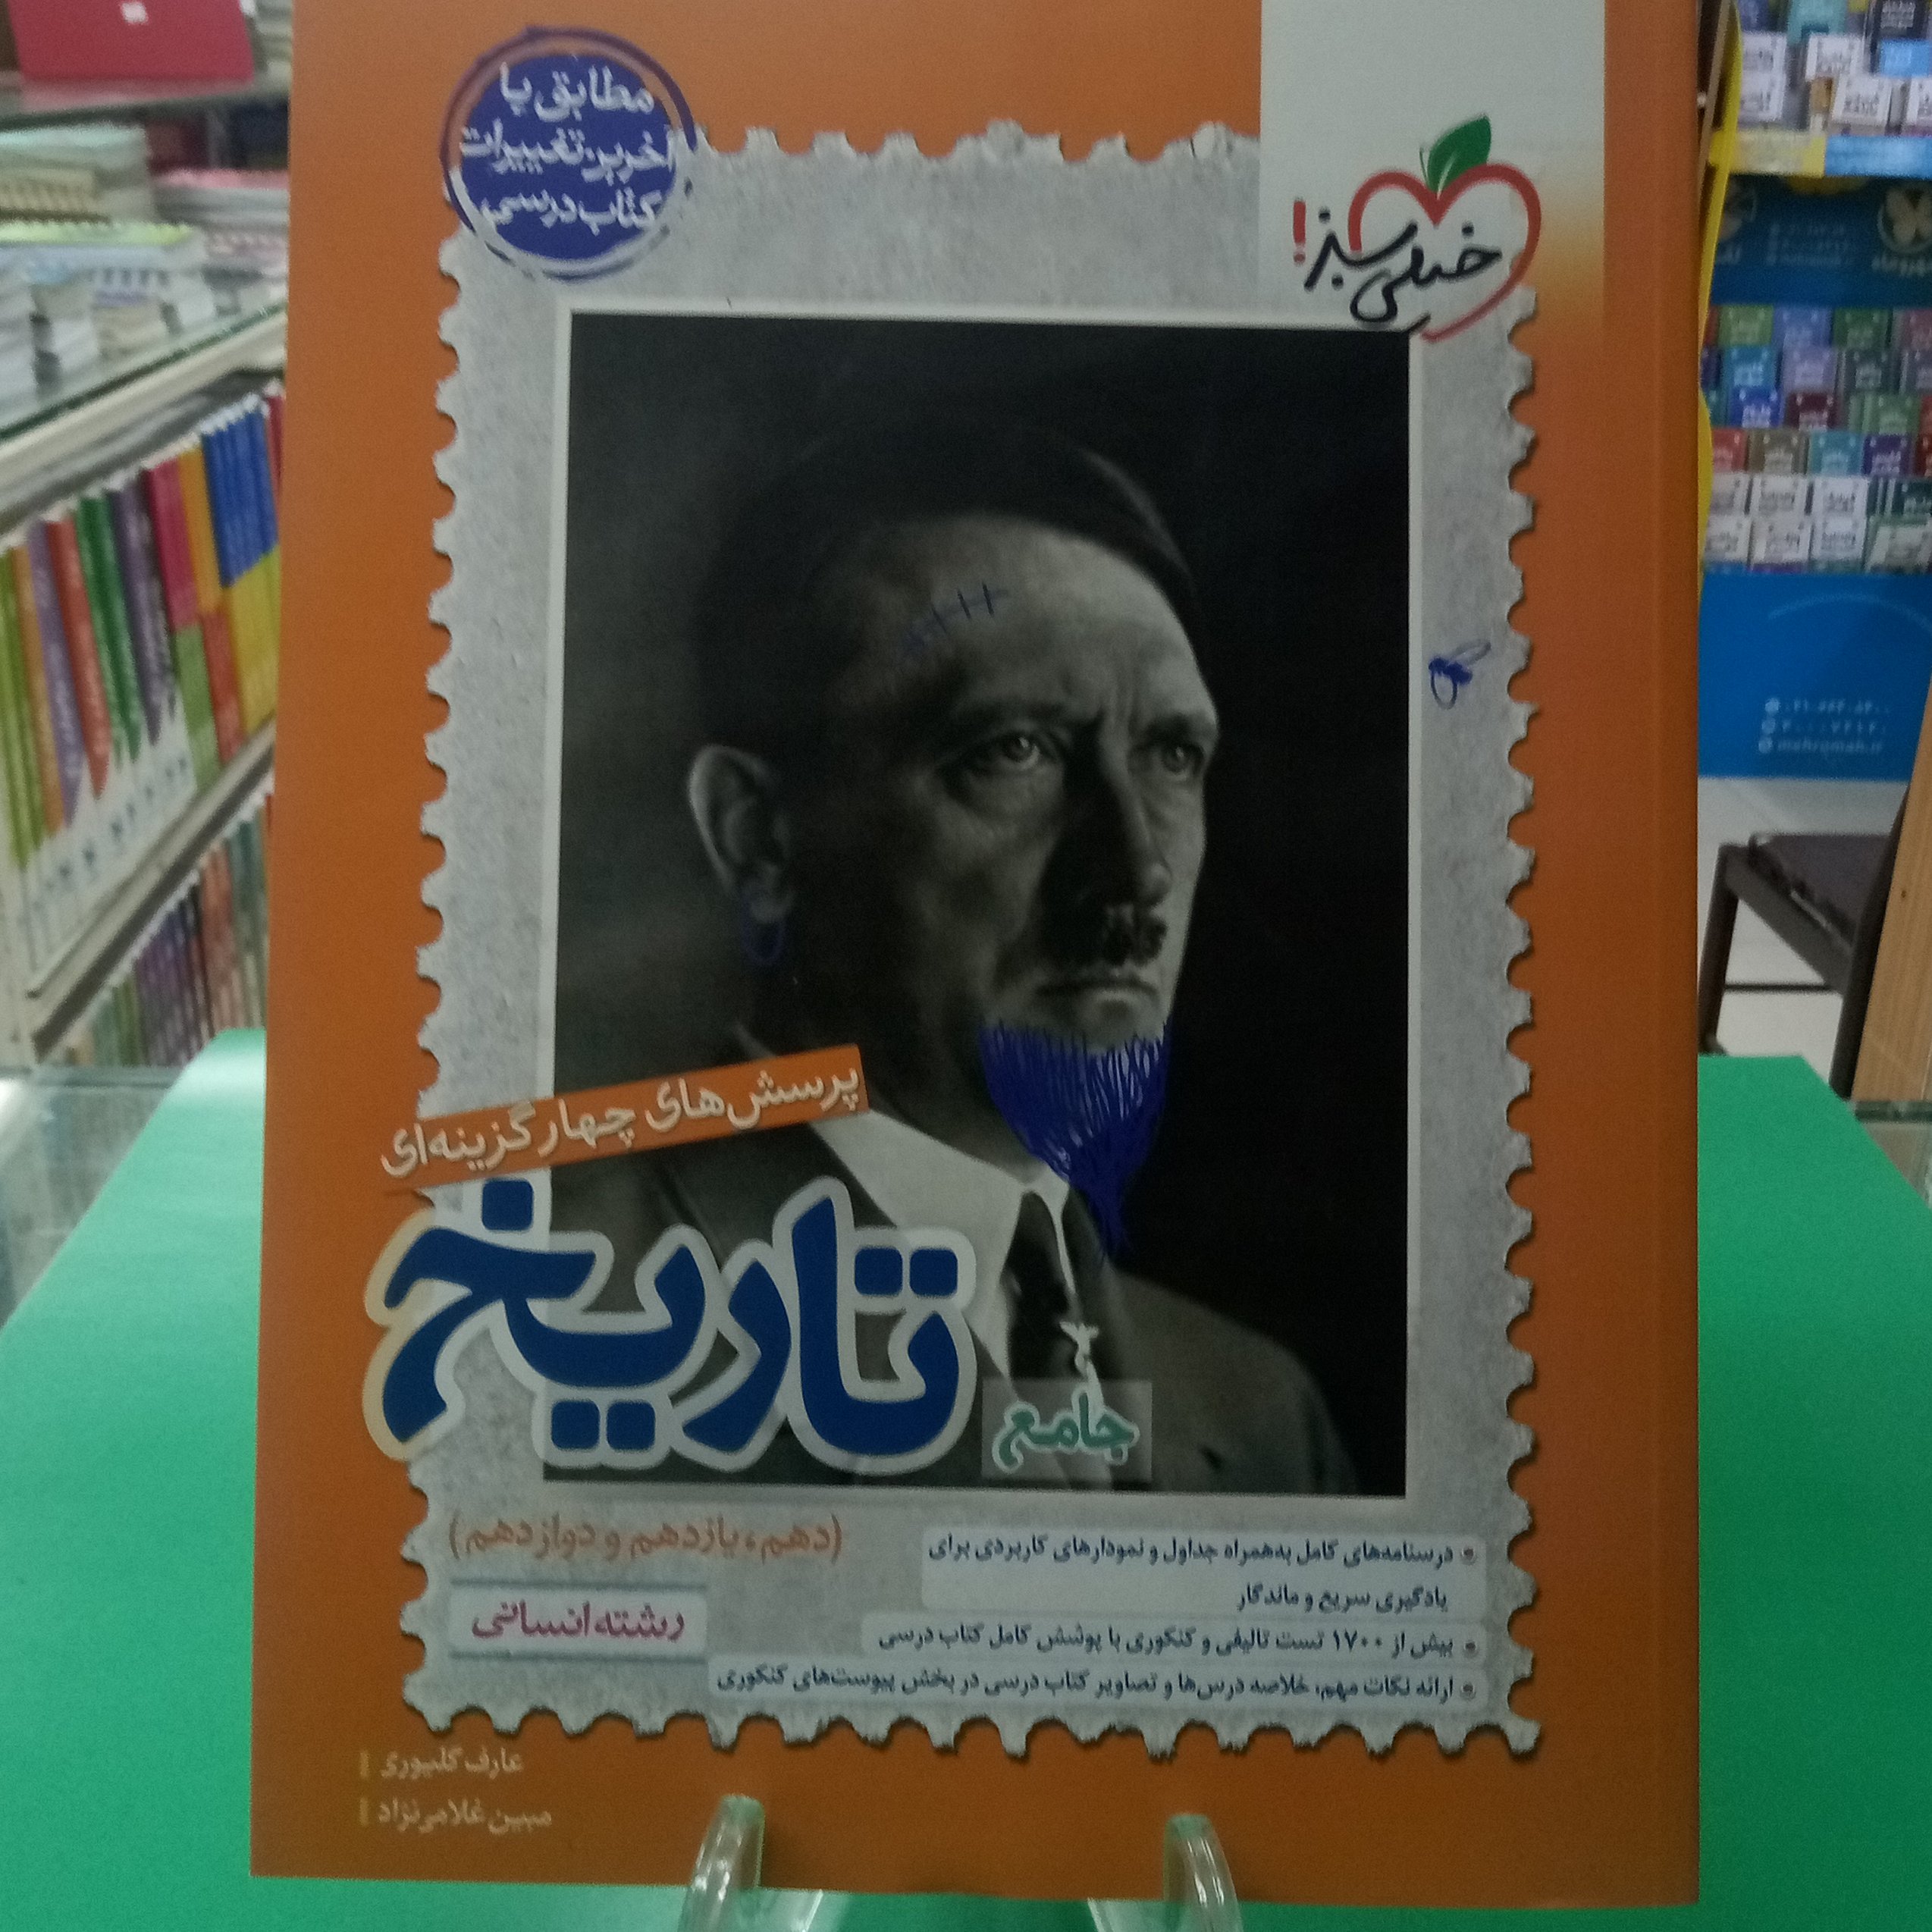 مطابق با
آخرین تغییرات
کتاب درسی
خیلی سبز!
پرسش‌های چهارگزینه‌ای
تاریخ
جامع
(دهم، یازدهم و دوازدهم)
رشته انسانی
• درسنامه‌های کامل به‌همراه جداول و نمودارهای کاربردی برای
یادگیری سریع و ماندگار
• بیش از ۱۷۰۰ تست تالیفی و کنکوری با پوشش کامل کتاب درسی
• ارائه نکات مهم، خلاصه درس‌ها و تصاویر کتاب درسی در بخش پیوست‌های کنکوری
عارف گلپوری
مبین غلامی‌نژاد
mehromah.ir